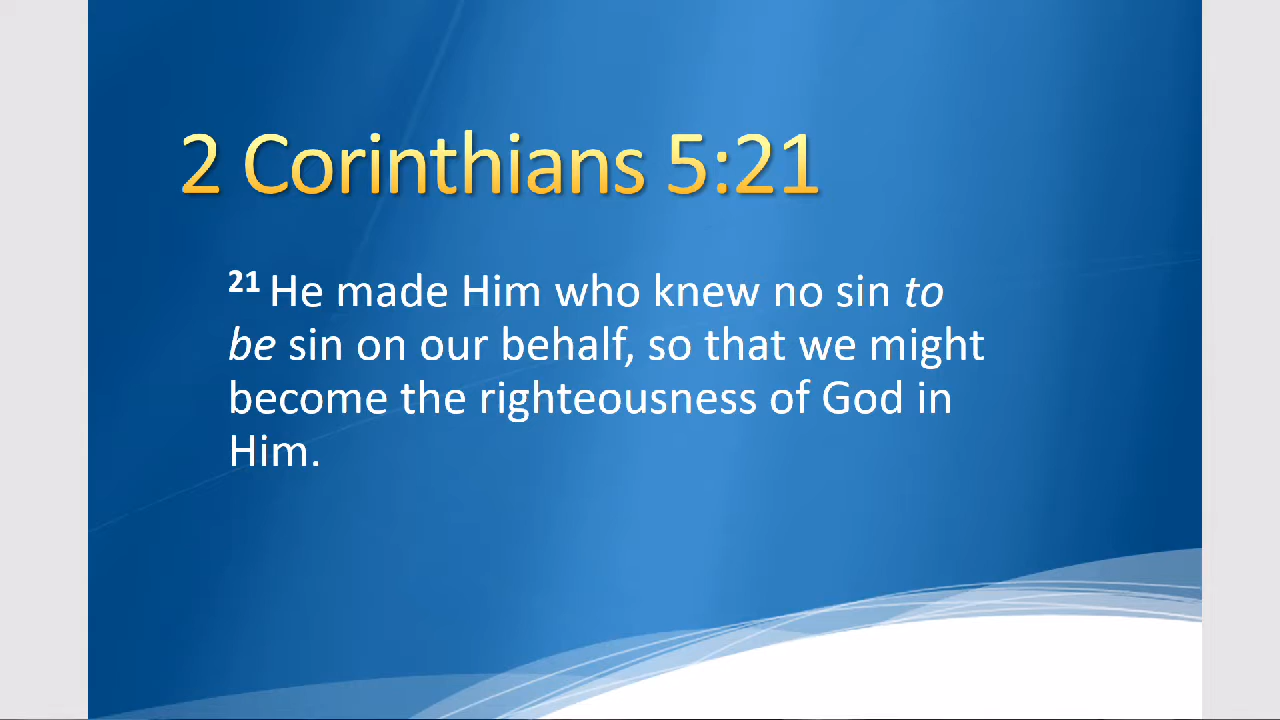 2 Corinthians 5:21
21 He made Him who knew no sin to
be sin on our behalf, so that we might
become the righteousness of God in
Him.